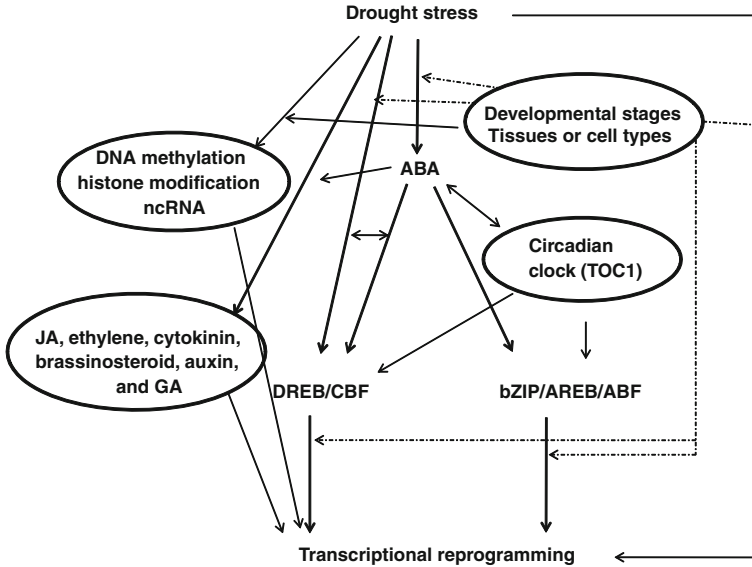 Drought stress
Developmental stages
Tissues or cell types
DNA methylation
histone modification
ncRNA
ABA
Circadian
clock (TOC1)
JA, ethylene, cytokinin,
brassinosteroid, auxin,
and GA
DREB/CBF
bZIP/AREB/ABF
Transcriptional reprogramming